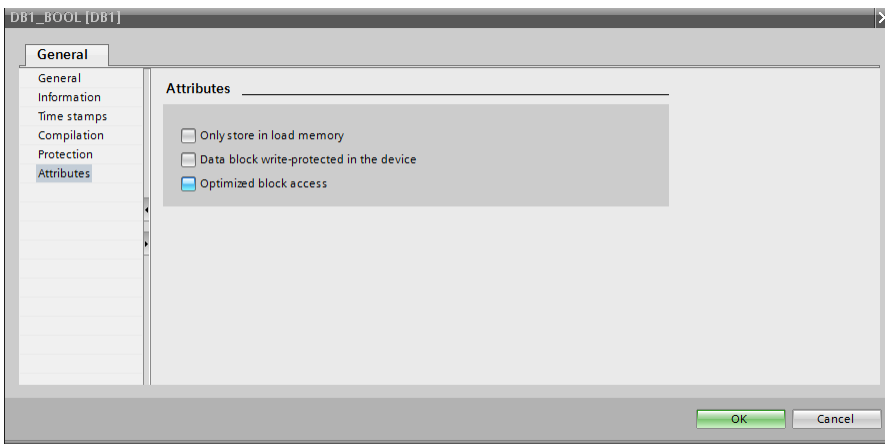 DB1_BOOL [DB1]
General
General
Information
Time stamps
Compilation
Protection
Attributes
Attributes
Only store in load memory
Data block write-protected in the device
Optimized block access
OK
Cancel